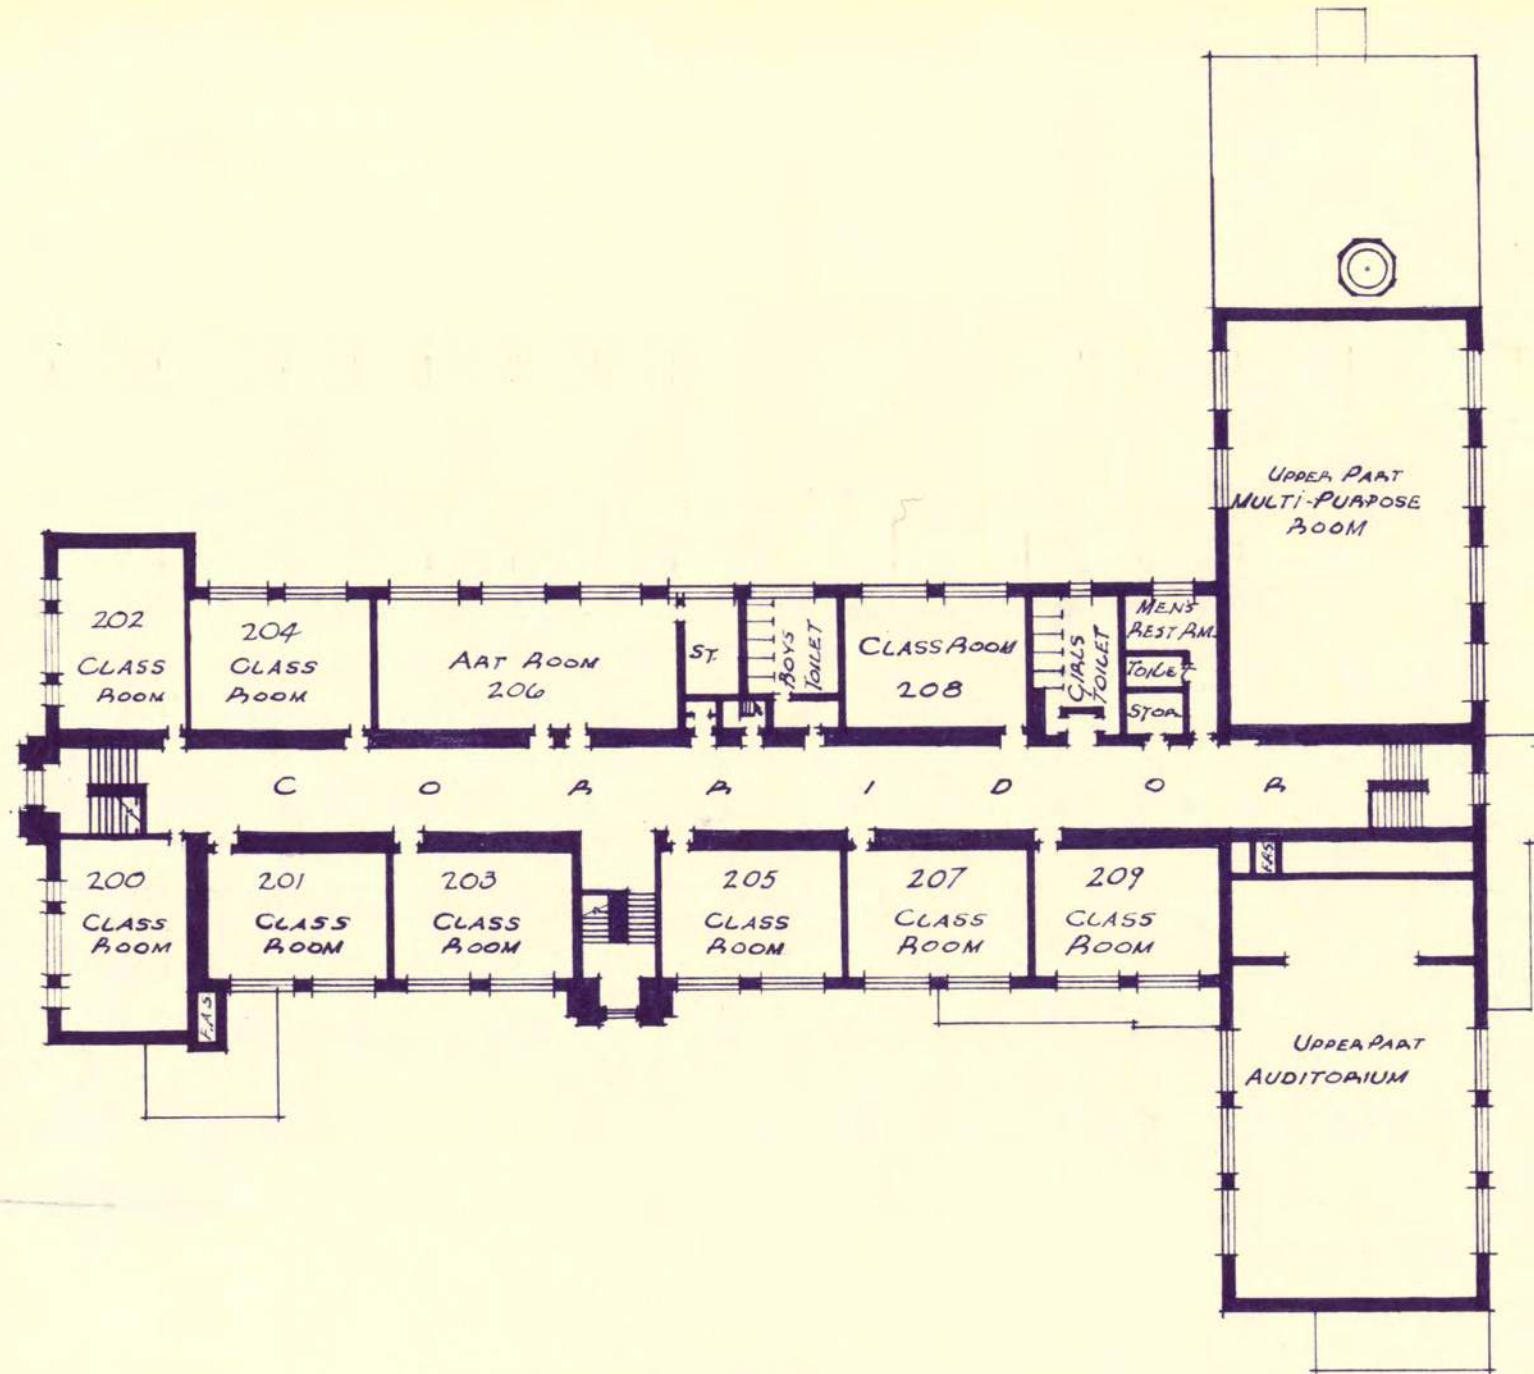 UPPER PART
MULTI-PURPOSE
ROOM
202
CLASS
ROOM
204
CLASS
ROOM
ART ROOM
206
ST.
BOYS
TOILET
CLASS ROOM
208
GIRLS
TOILET
MEN'S
REST RM.
TOILET
STOR
CORRIDOR
200
CLASS
ROOM
201
CLASS
ROOM
203
CLASS
ROOM
205
CLASS
ROOM
207
CLASS
ROOM
209
CLASS
ROOM
F.A.S
F.A.S
UPPER PART
AUDITORIUM